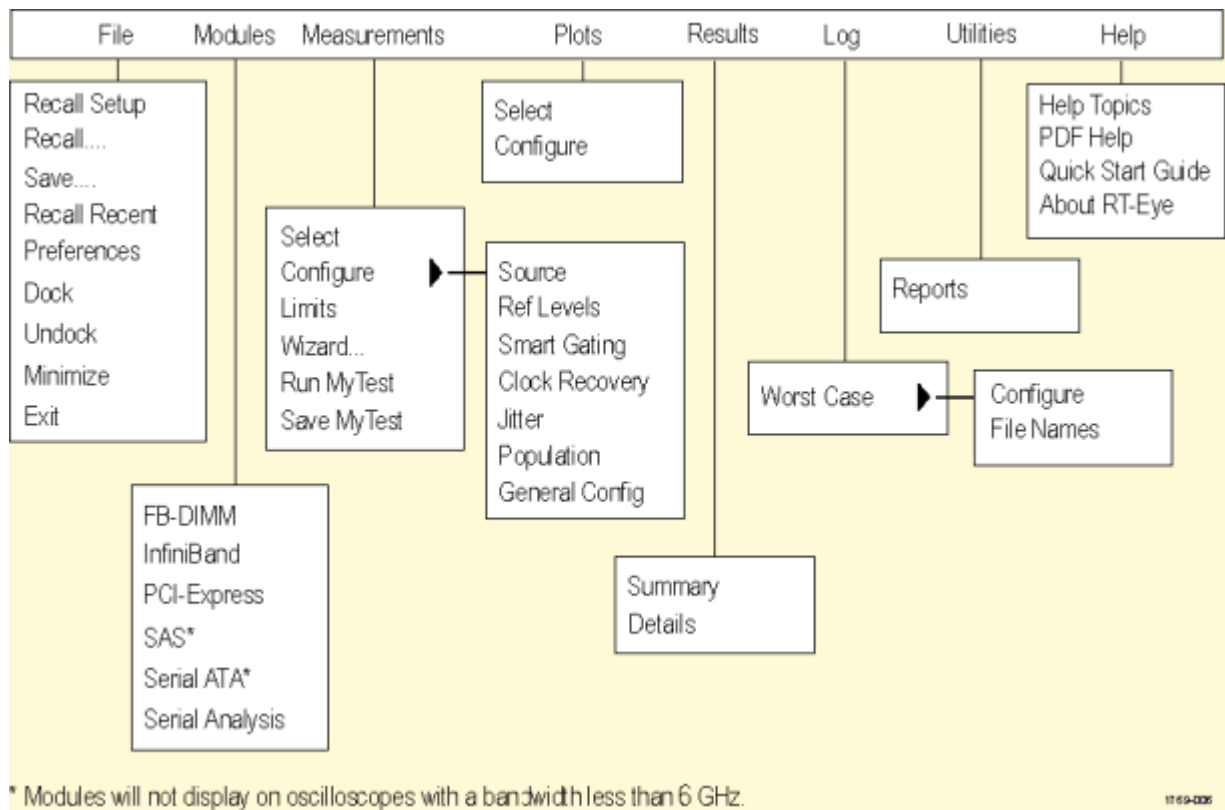 File Modules Measurements Plots Results Log Utilities Help
Recall Setup
Recall....
Save....
Recall Recent
Preferences
Dock
Undock
Minimize
Exit
FB-DIMM
InfiniBand
PCI-Express
SAS*
Serial ATA*
Serial Analysis
Select
Configure
Limits
Wizard...
Run MyTest
Save MyTest
Source
Ref Levels
Smart Gating
Clock Recovery
Jitter
Population
General Config
Select
Configure
Summary
Details
Worst Case
Configure
File Names
Reports
Help Topics
PDF Help
Quick Start Guide
About RT-Eye
* Modules will not display on oscilloscopes with a bandwidth less than 6 GHz.
1769-006